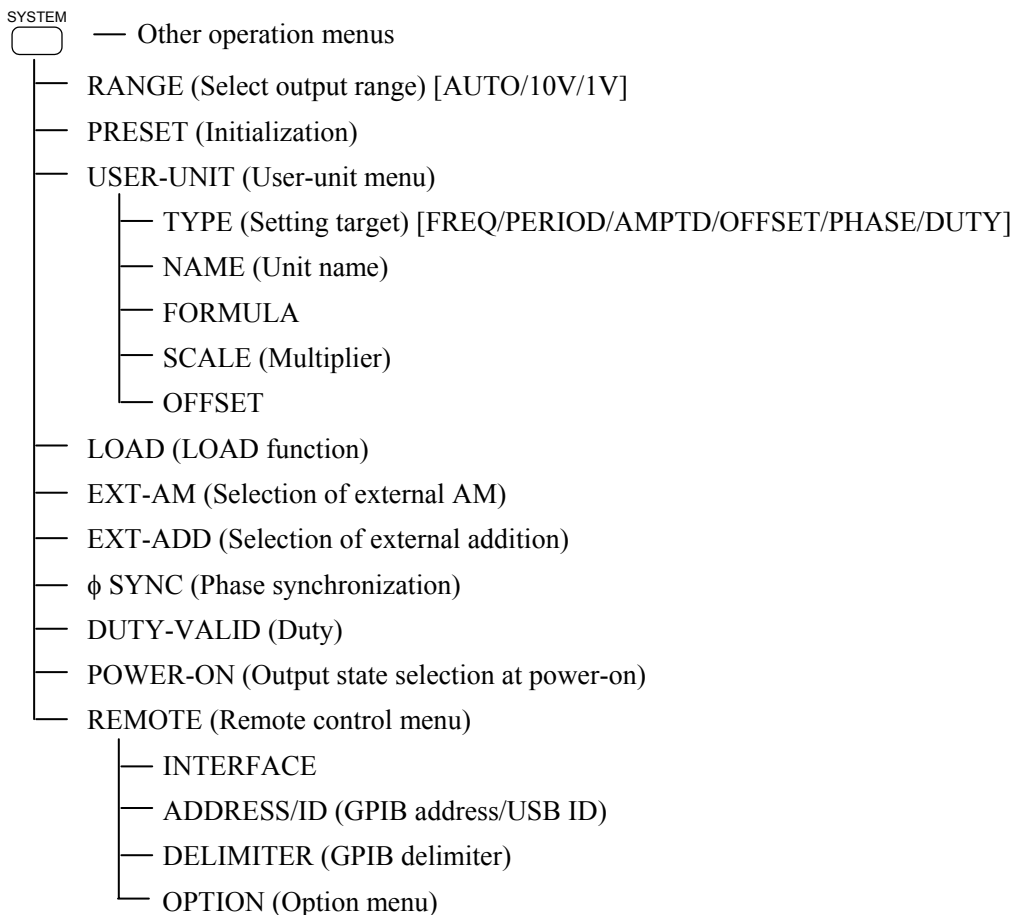 SYSTEM
Other operation menus
RANGE (Select output range) [AUTO/10V/1V]
PRESET (Initialization)
USER-UNIT (User-unit menu)
TYPE (Setting target) [FREQ/PERIOD/AMPTD/OFFSET/PHASE/DUTY]
NAME (Unit name)
FORMULA
SCALE (Multiplier)
OFFSET
LOAD (LOAD function)
EXT-AM (Selection of external AM)
EXT-ADD (Selection of external addition)
ϕ SYNC (Phase synchronization)
DUTY-VALID (Duty)
POWER-ON (Output state selection at power-on)
REMOTE (Remote control menu)
INTERFACE
ADDRESS/ID (GPIB address/USB ID)
DELIMITER (GPIB delimiter)
OPTION (Option menu)